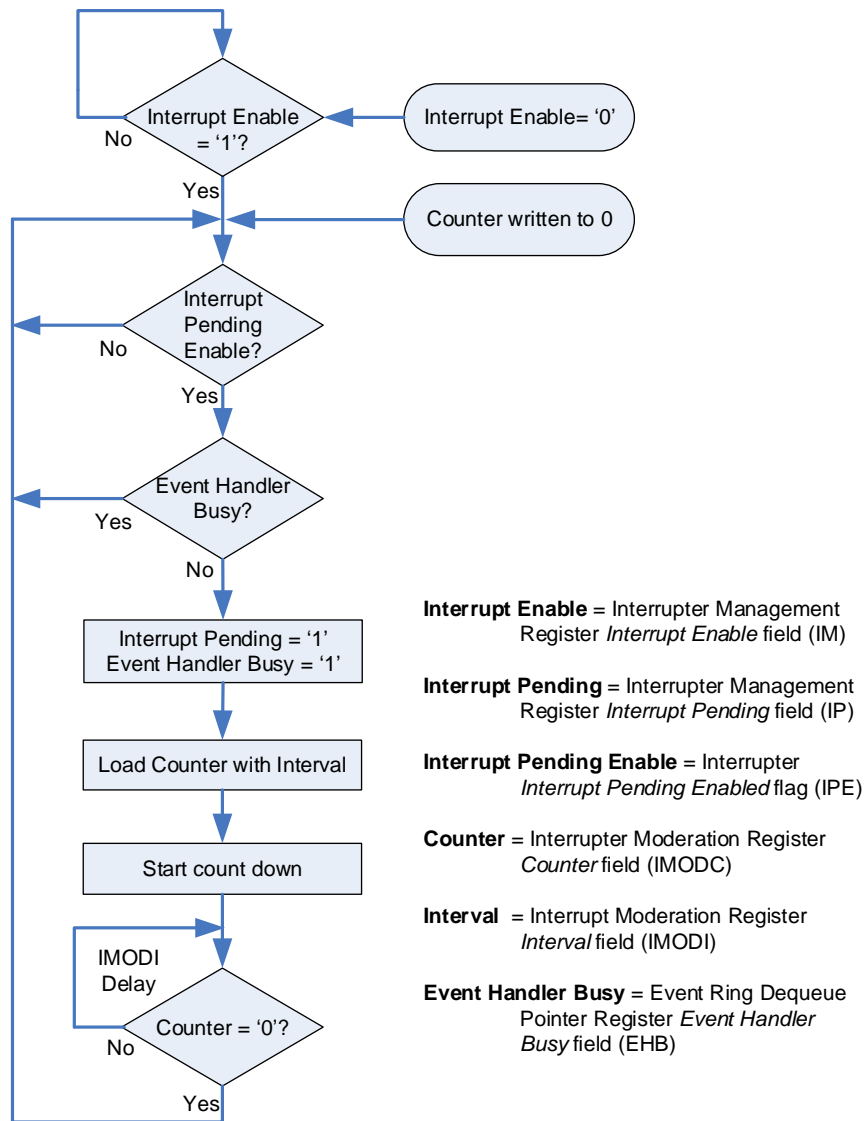 Interrupt Enable
= ‘1’?
No
Yes
Interrupt Enable= ‘0’
Counter written to 0
Interrupt
Pending
Enable?
No
Yes
Event Handler
Busy?
Yes
No
Interrupt Pending = ‘1’
Event Handler Busy = ‘1’
Load Counter with Interval
Start count down
IMODI
Delay
Counter = ‘0’?
No
Yes
Interrupt Enable = Interrupter Management
Register Interrupt Enable field (IM)
Interrupt Pending = Interrupter Management
Register Interrupt Pending field (IP)
Interrupt Pending Enable = Interrupter
Interrupt Pending Enabled flag (IPE)
Counter = Interrupter Moderation Register
Counter field (IMODC)
Interval = Interrupt Moderation Register
Interval field (IMODI)
Event Handler Busy = Event Ring Dequeue
Pointer Register Event Handler
Busy field (EHB)